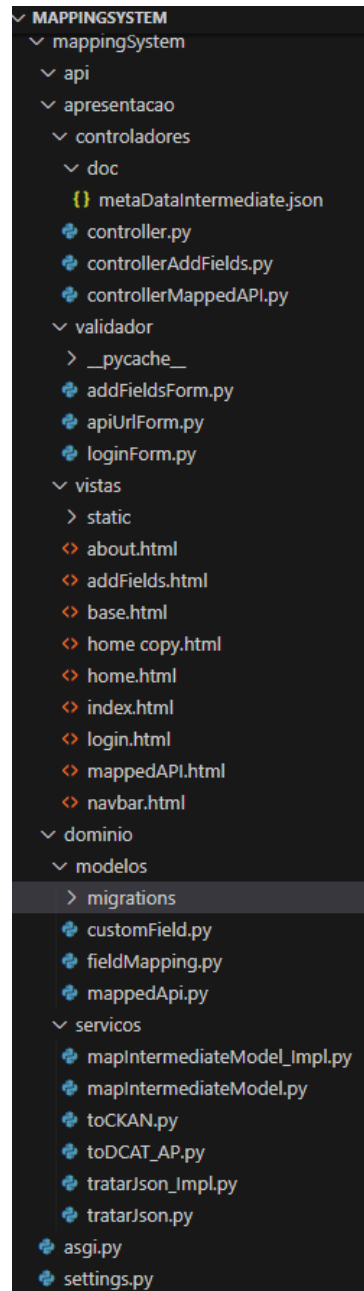 MAPPINGSYSTEM
mappingSystem
api
apresentacao
controladores
doc
{} metaDataIntermediate.json
controller.py
controllerAddFields.py
controllerMappedAPI.py
validador
__pycache__
addFieldsForm.py
apiUrlForm.py
loginForm.py
vistas
static
about.html
addFields.html
base.html
home copy.html
home.html
index.html
login.html
mappedAPI.html
navbar.html
dominio
modelos
migrations
customField.py
fieldMapping.py
mappedApi.py
servicos
mapIntermediateModel_Impl.py
mapIntermediateModel.py
toCKAN.py
toDCAT_AP.py
tratarJson_Impl.py
tratarJson.py
asgi.py
settings.py